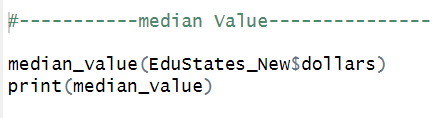 #-----------median Value---------------
median_value(EduStates_New$dollars)
print(median_value)